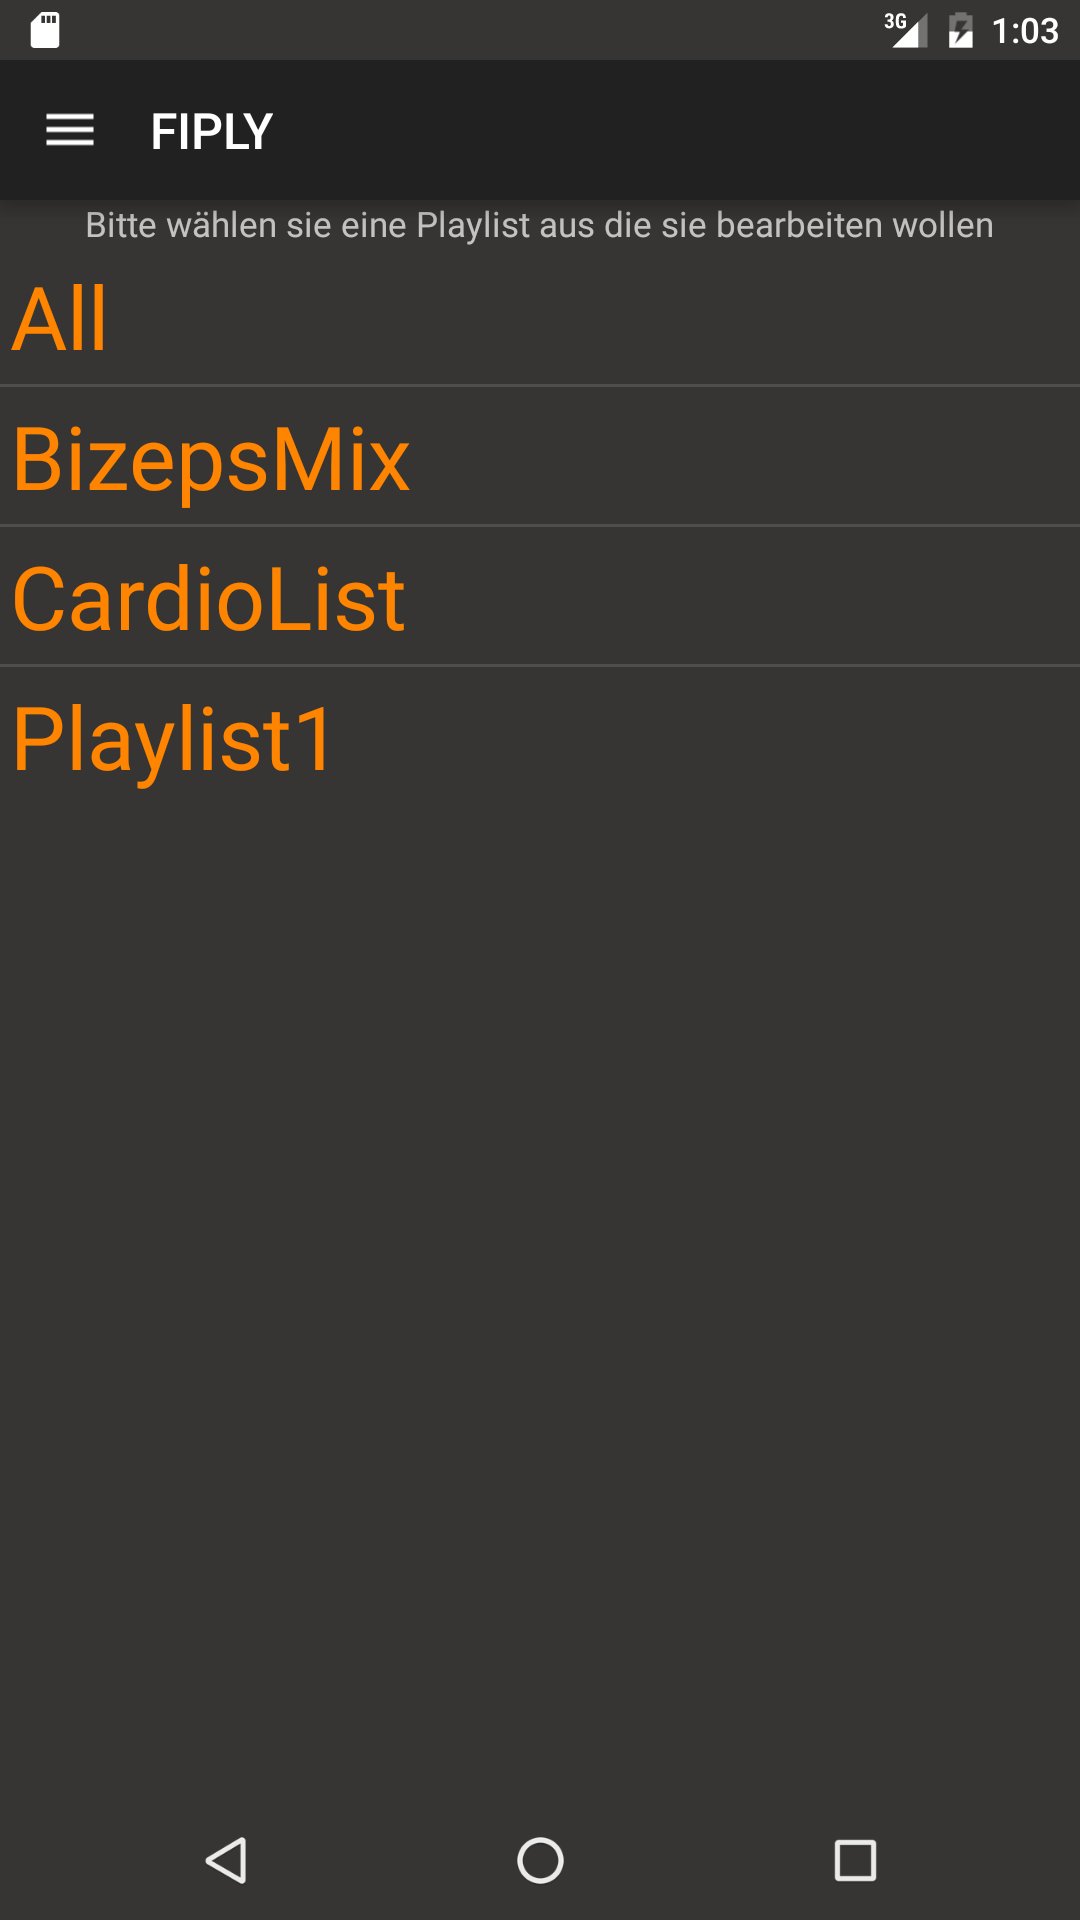 3G 1:03
FIPLY
Bitte wählen sie eine Playlist aus die sie bearbeiten wollen
All
BizepsMix
CardioList
Playlist1